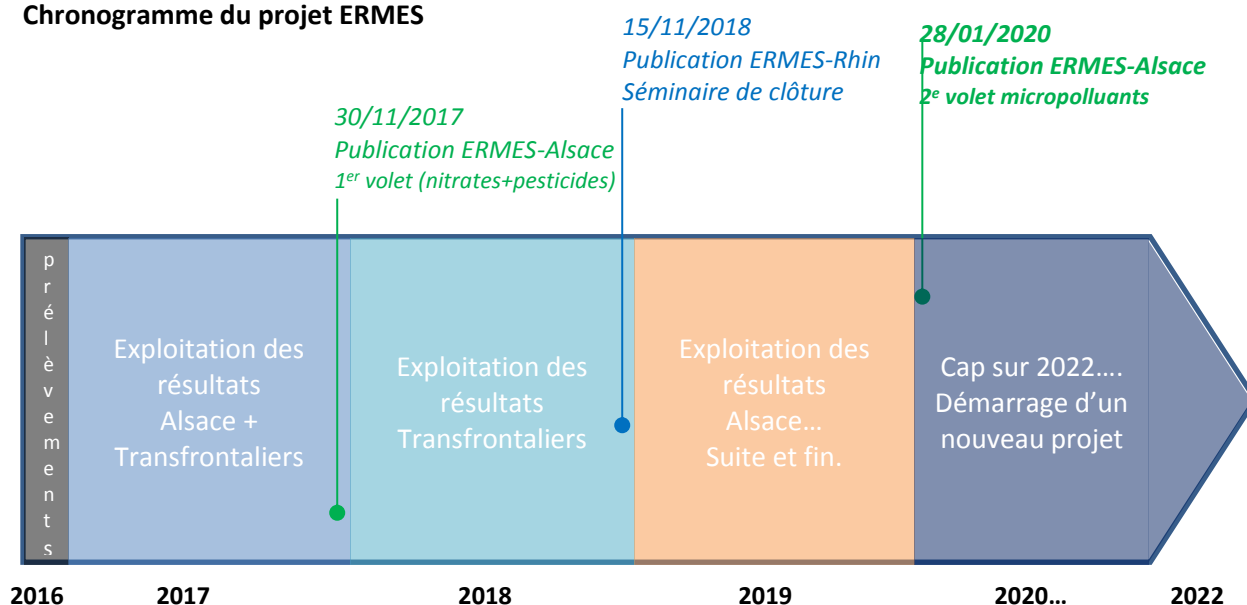 Chronogramme du projet ERMES
15/11/2018
Publication ERMES-Rhin
Séminaire de clôture
28/01/2020
Publication ERMES-Alsace
2e volet micropolluants
30/11/2017
Publication ERMES-Alsace
1er volet (nitrates+pesticides)
prélèvements
Exploitation des
résultats
Alsace +
Transfrontaliers
Exploitation des
résultats
Transfrontaliers
Exploitation des
résultats
Alsace...
Suite et fin.
Cap sur 2022....
Démarrage d'un
nouveau projet
2016 2017 2018 2019 2020... 2022